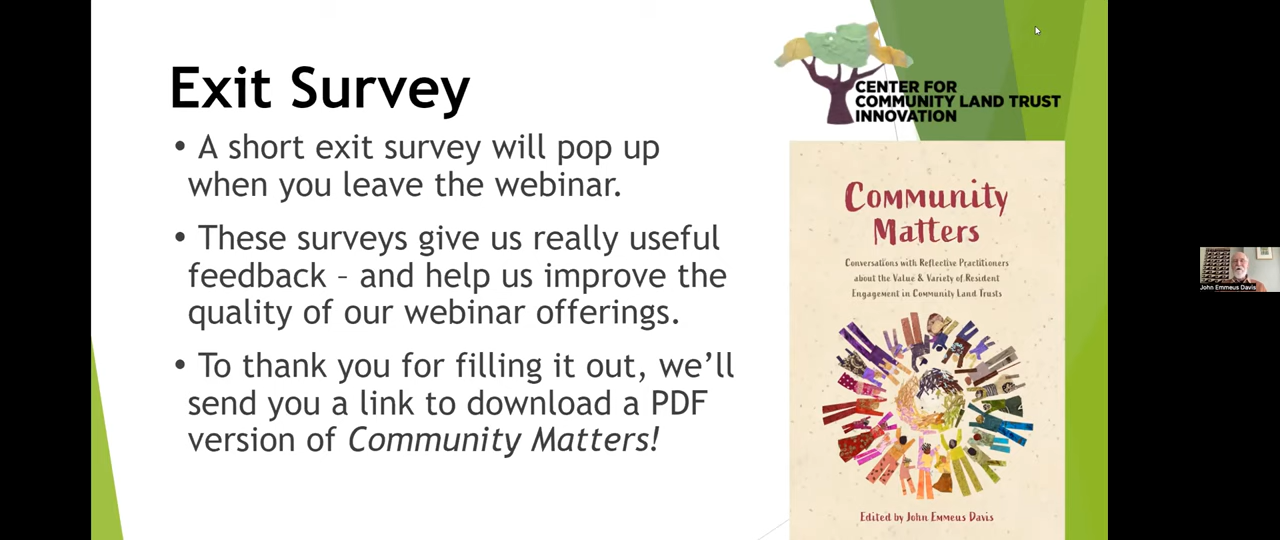 Exit Survey
• A short exit survey will pop up
when you leave the webinar.
• These surveys give us really useful
feedback – and help us improve the
quality of our webinar offerings.
• To thank you for filling it out, we’ll
send you a link to download a PDF
version of Community Matters!
CENTER FOR
COMMUNITY LAND TRUST
INNOVATION
Community
Matters
Conversations with Reflective Practitioners
about the Value & Variety of Resident
Engagement in Community Land Trusts
Edited by John Emmeus Davis
John Emmeus Davis